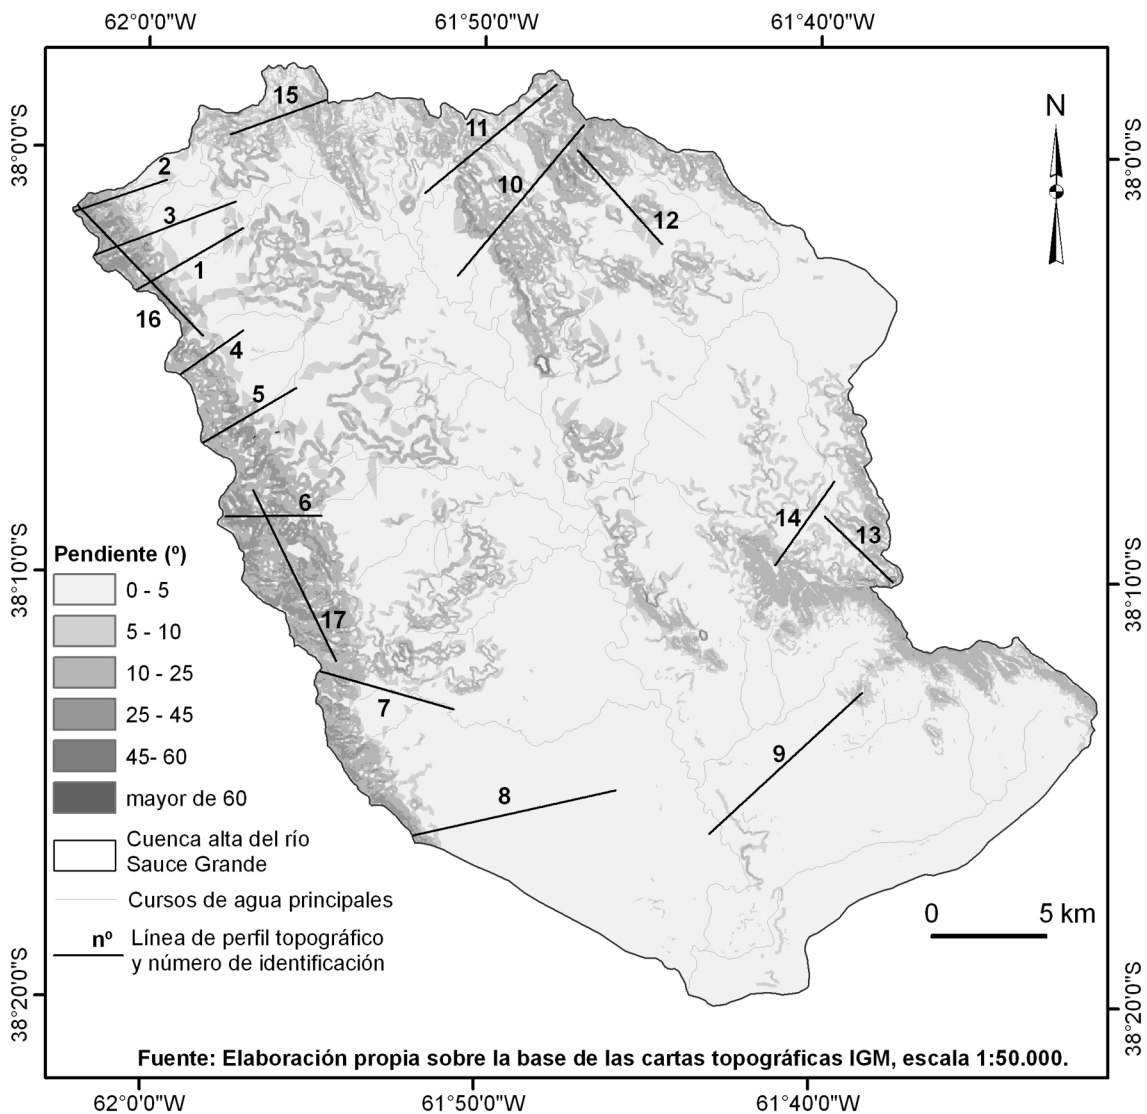 62°0'0"W
61°50'0"W
61°40'0"W
38°0'0"S
38°0'0"S
N
15
11
2
10
3
12
1
16
4
5
6
14
13
Pendiente (º)
0 - 5
5 - 10
10 - 25
25 - 45
45- 60
mayor de 60
38°10'0"S
38°10'0"S
17
7
9
8
Cuenca alta del río
Sauce Grande
Cursos de agua principales
nº Línea de perfil topográfico
y número de identificación
0 5 km
38°20'0"S
38°20'0"S
Fuente: Elaboración propia sobre la base de las cartas topográficas IGM, escala 1:50.000.
62°0'0"W
61°50'0"W
61°40'0"W